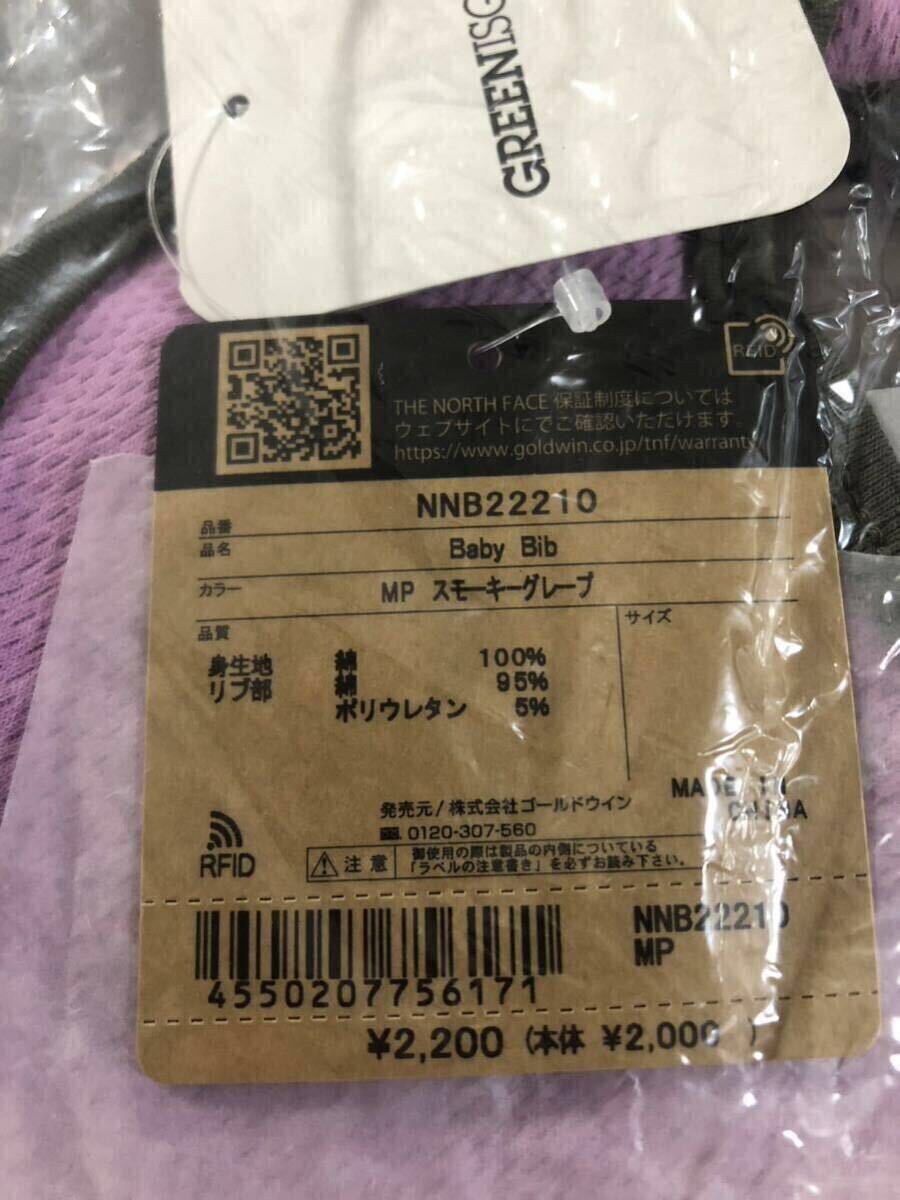 GREENISG
RFID
THE NORTH FACE 保証制度については
ウェブサイトにてご確認いただけます。
https://www.goldwin.co.jp/tnf/warranty
品番 NNB22210
品名 Baby Bib
カラー MP スモーキーグレープ
品質 サイズ
身生地 綿 100%
リブ部 綿 95%
ポリウレタン 5%
MADE IN
CHINA
発売元/株式会社ゴールドウイン
0120-307-560
RFID
注意
御使用の際は製品の内側についている
「ラベルの注意書き」を必ずお読み下さい。
NNB22210
MP
4550207756171
¥2,200 (本体 ¥2,000 )